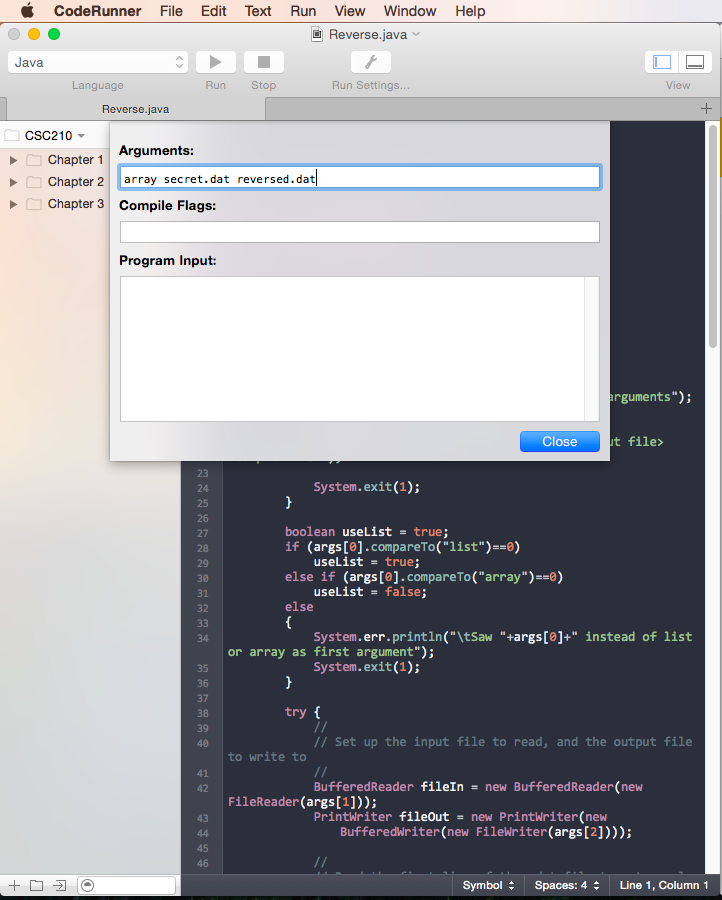 CodeRunner File Edit Text Run View Window Help
Reverse.java
Java
Language Run Stop Run Settings... View
Reverse.java
CSC210
Chapter 1
Chapter 2
Chapter 3
Arguments:
array secret.dat reversed.dat
Compile Flags:
Program Input:
Close
arguments");
ut file>
23
24 System.exit(1);
25 }
26
27 boolean useList = true;
28 if (args[0].compareTo("list")==0)
29 useList = true;
30 else if (args[0].compareTo("array")==0)
31 useList = false;
32 else
33 {
34 System.err.println("\tSaw "+args[0]+" instead of list
or array as first argument");
35 System.exit(1);
36 }
37
38 try {
39 //
40 // Set up the input file to read, and the output file
to write to
41 //
42 BufferedReader fileIn = new BufferedReader(new
FileReader(args[1]));
43 PrintWriter fileOut = new PrintWriter(new
44 BufferedWriter(new FileWriter(args[2])));
45
46 //
Symbol Spaces: 4 Line 1, Column 1